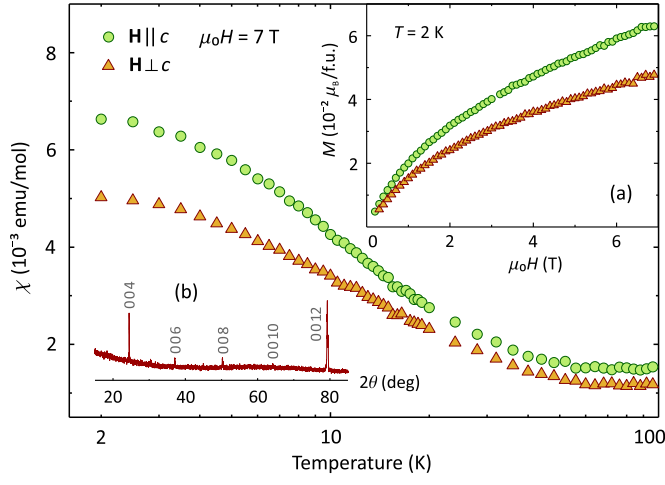 H||c μ₀H = 7 T
H⊥c
χ (10⁻³ emu/mol)
8
6
4
2
2
10
100
Temperature (K)
T = 2 K
M (10⁻² μB/f.u.)
6
4
2
0
2
4
6
μ₀H (T)
(a)
(b)
004
006
008
0010
0012
20
40
60
80
2θ (deg)